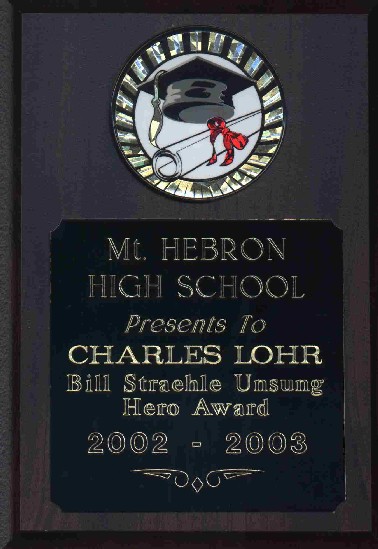 Mt. HEBRON
HIGH SCHOOL
Presents To
CHARLES LOHR
Bill Straehle Unsung
Hero Award
2002 - 2003